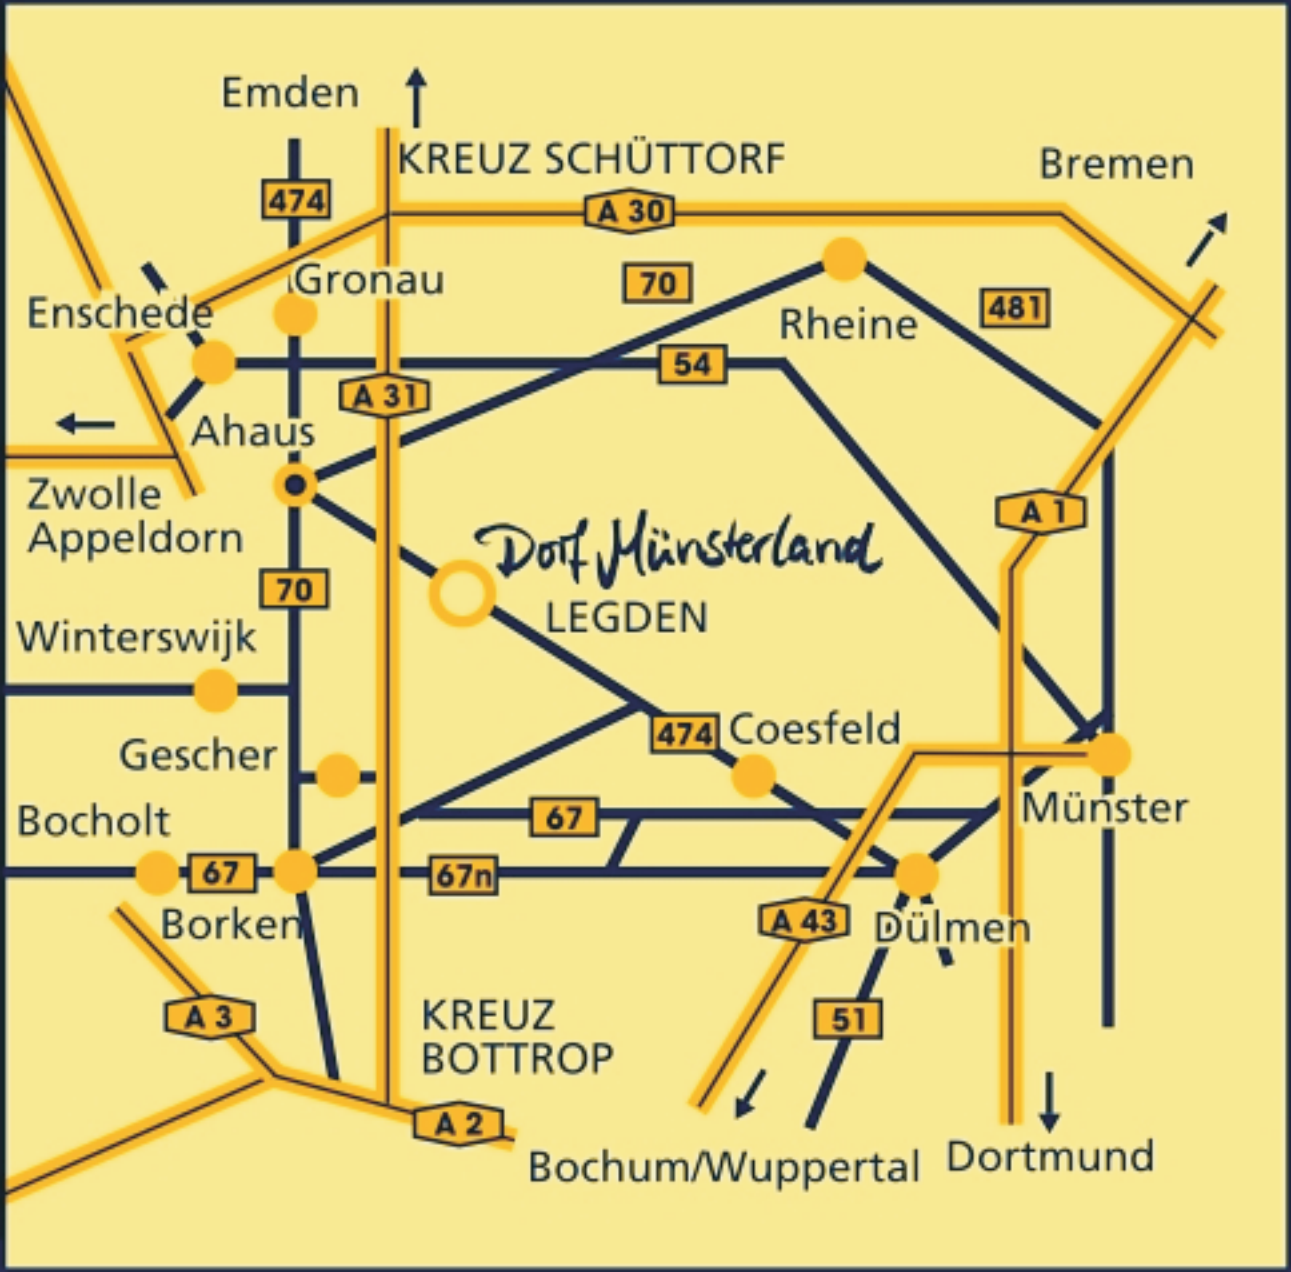 Emden
KREUZ SCHÜTTORF
Bremen
474
A 30
Gronau
70
481
Enschede
Rheine
54
A 31
Ahaus
Zwolle
Appeldorn
A 1
Dorf Münsterland
LEGDEN
70
Winterswijk
474
Coesfeld
Gescher
Münster
Bocholt
67
67
67n
Borken
A 43
Dülmen
A 3
KREUZ
BOTTROP
51
A 2
Bochum/Wuppertal
Dortmund